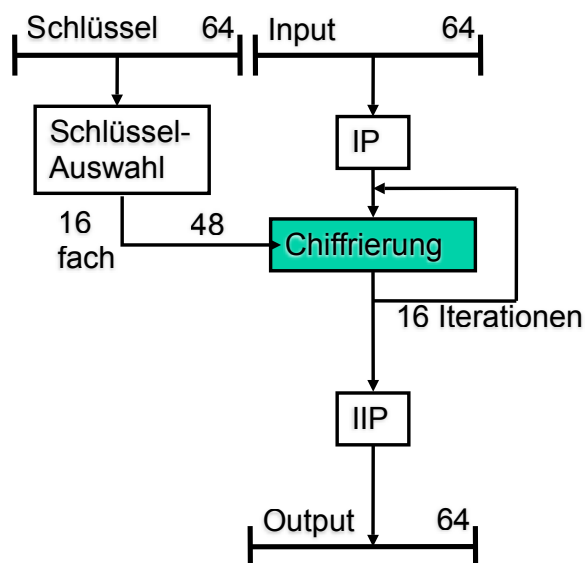 Schlüssel 64
Input 64
Schlüssel-
Auswahl
IP
16
fach
48
Chiffrierung
16 Iterationen
IIP
Output 64